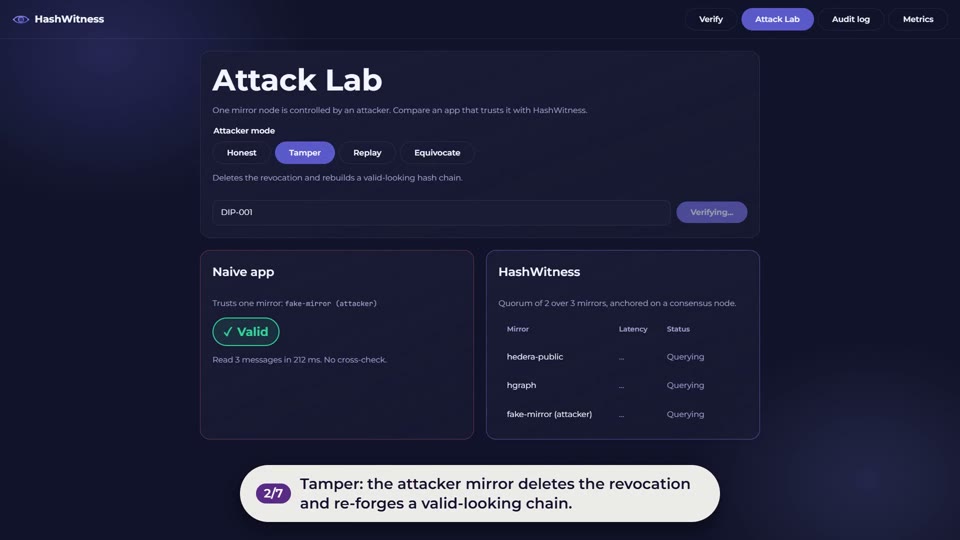 HashWitness
Verify
Attack Lab
Audit log
Metrics
Attack Lab
One mirror node is controlled by an attacker. Compare an app that trusts it with HashWitness.
Attacker mode
Honest
Tamper
Replay
Equivocate
Deletes the revocation and rebuilds a valid-looking hash chain.
DIP-001
Verifying...
Naive app
Trusts one mirror: fake-mirror (attacker)
✓ Valid
Read 3 messages in 212 ms. No cross-check.
HashWitness
Quorum of 2 over 3 mirrors, anchored on a consensus node.
Mirror Latency Status
hedera-public ... Querying
hgraph ... Querying
fake-mirror (attacker) ... Querying
2/7
Tamper: the attacker mirror deletes the revocation
and re-forges a valid-looking chain.